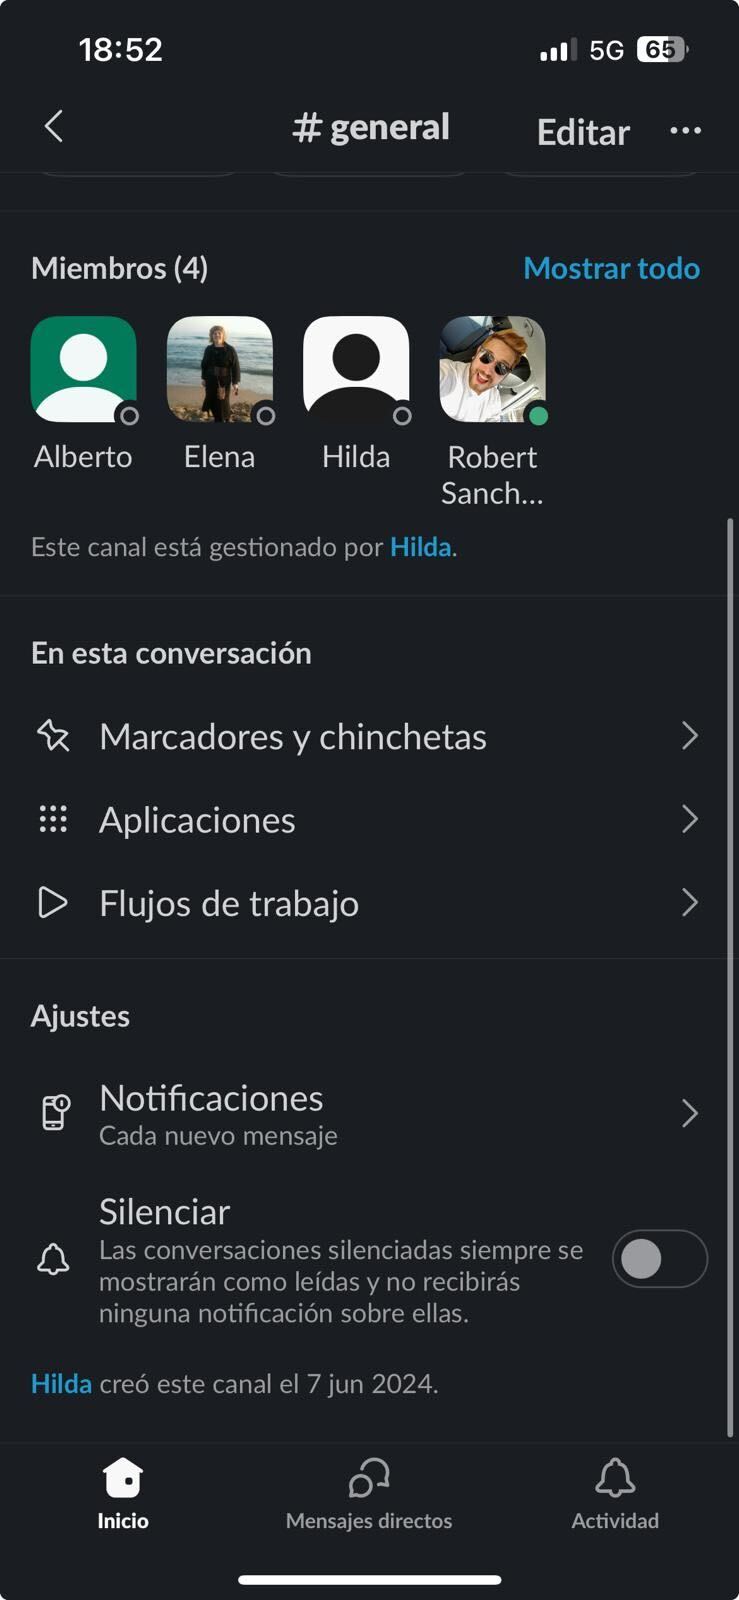 18:52
5G
65
# general
Editar
Miembros (4)
Mostrar todo
Alberto
Elena
Hilda
Robert
Sanch...
Este canal está gestionado por Hilda.
En esta conversación
Marcadores y chinchetas
Aplicaciones
Flujos de trabajo
Ajustes
Notificaciones
Cada nuevo mensaje
Silenciar
Las conversaciones silenciadas siempre se
mostrarán como leídas y no recibirás
ninguna notificación sobre ellas.
Hilda creó este canal el 7 jun 2024.
Inicio
Mensajes directos
Actividad